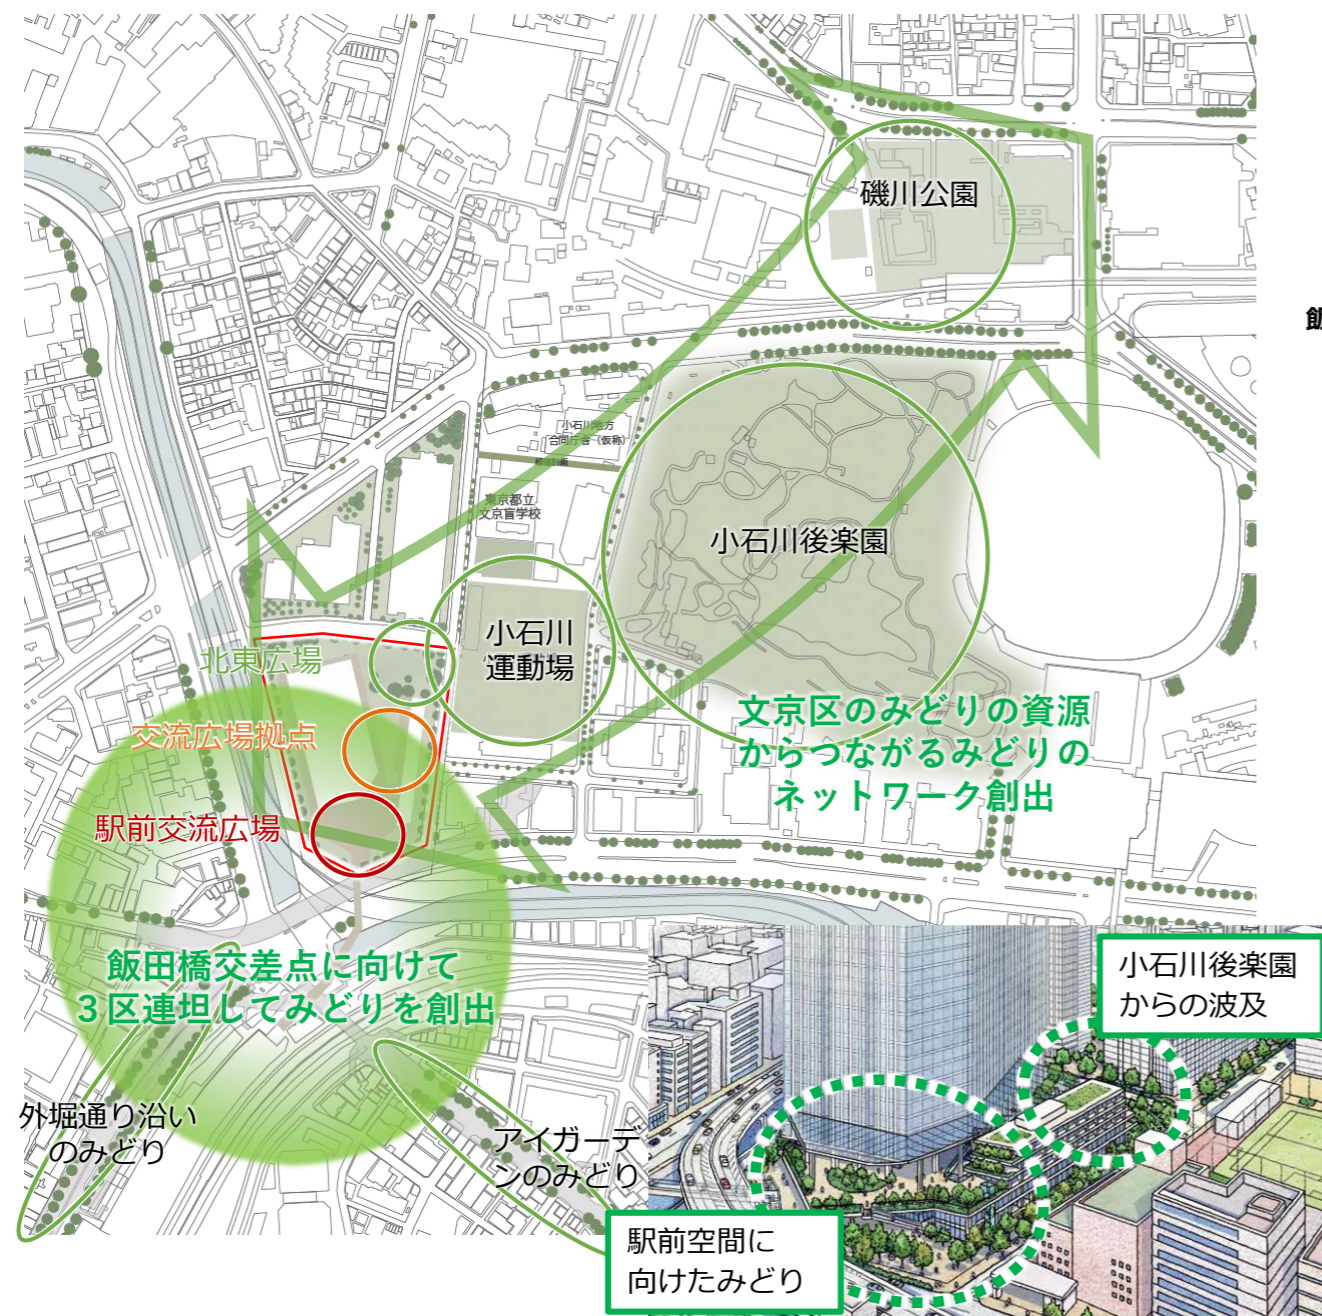 礫川公園
飯
小石川地方
合同庁舎（仮称）
東京都立
文京盲学校
小石川後楽園
小石川
運動場
北東広場
交流広場拠点
駅前交流広場
文京区のみどりの資源
からつながるみどりの
ネットワーク創出
飯田橋交差点に向けて
３区連坦してみどりを創出
外堀通り沿い
のみどり
アイガーデ
ンのみどり
小石川後楽園
からの波及
駅前空間に
向けたみどり